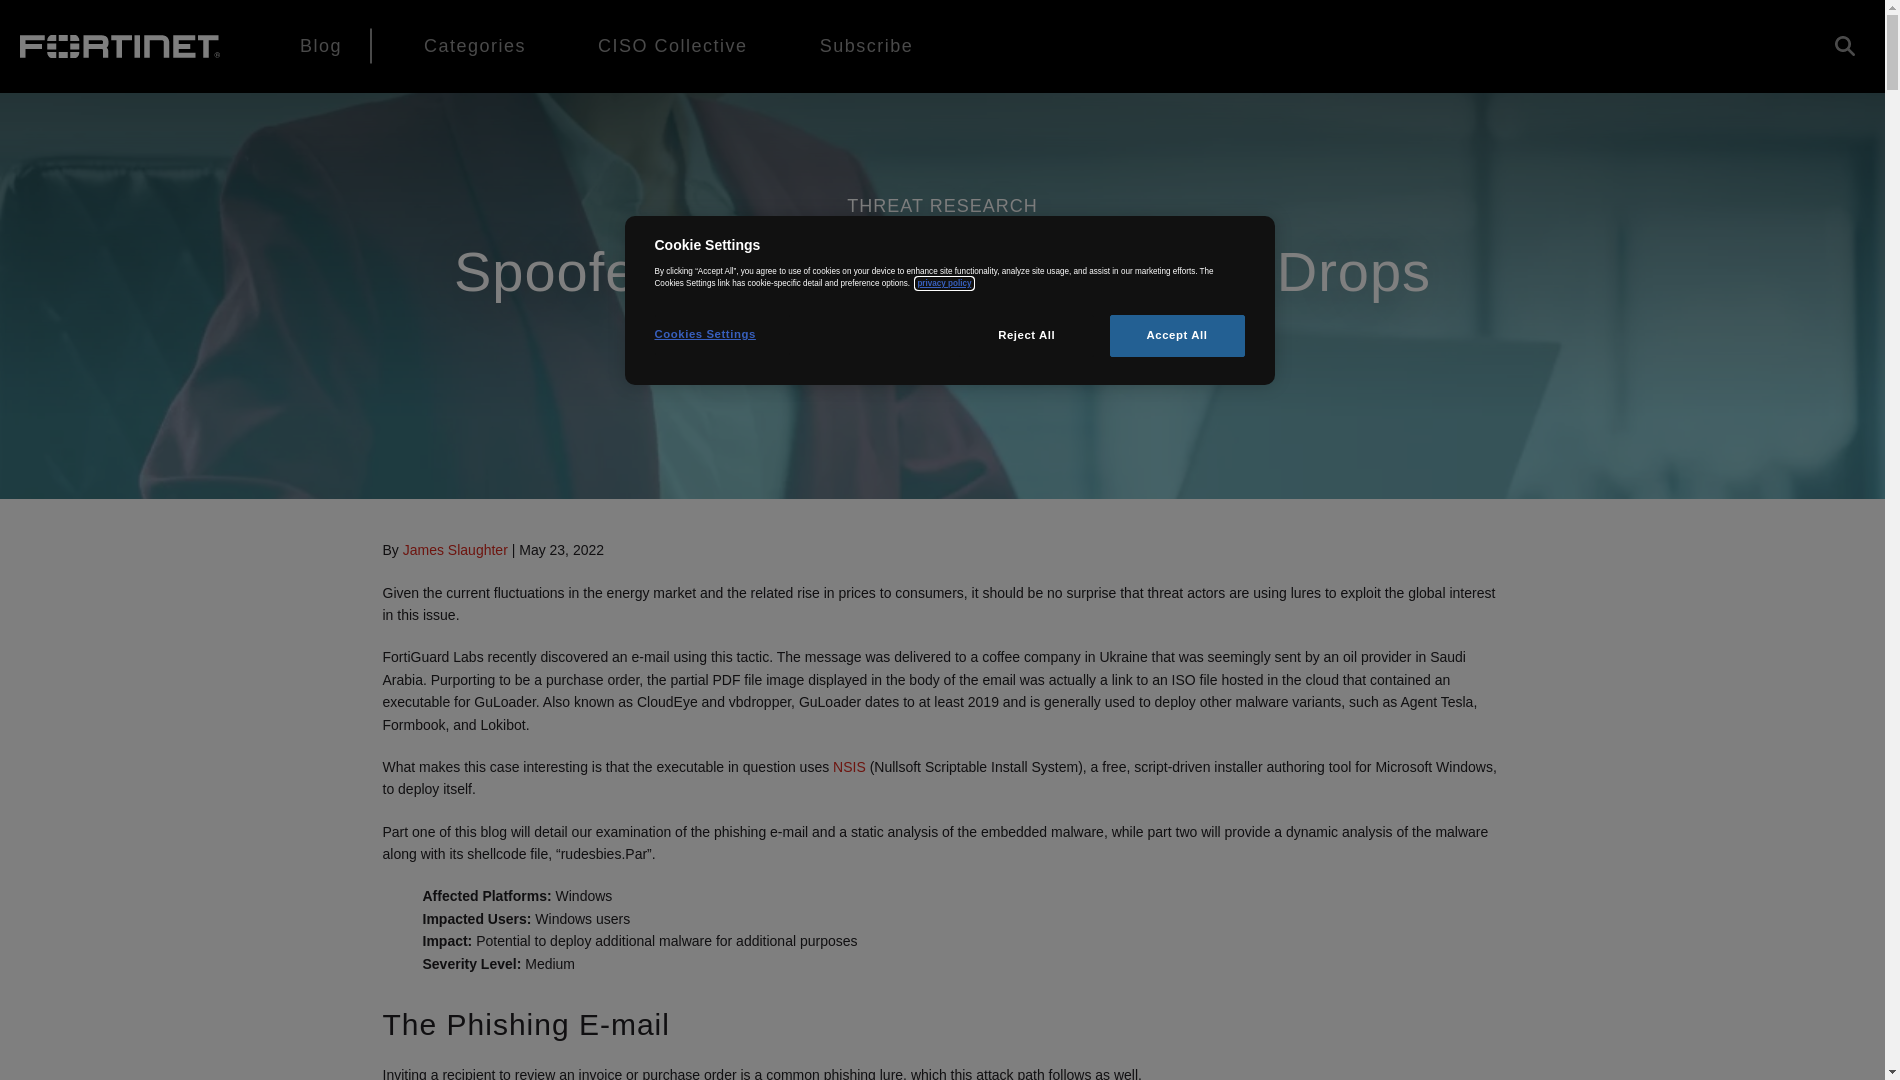 FORTINET
Blog
Categories
CISO Collective
Subscribe
THREAT RESEARCH
Drops
Cookie Settings
By clicking “Accept All”, you agree to use of cookies on your device to enhance site functionality, analyze site usage, and assist in our marketing efforts. The
Cookies Settings link has cookie-specific detail and preference options. privacy policy
Cookies Settings
Reject All
Accept All
By James Slaughter | May 23, 2022
Given the current fluctuations in the energy market and the related rise in prices to consumers, it should be no surprise that threat actors are using lures to exploit the global interest
in this issue.
FortiGuard Labs recently discovered an e-mail using this tactic. The message was delivered to a coffee company in Ukraine that was seemingly sent by an oil provider in Saudi
Arabia. Purporting to be a purchase order, the partial PDF file image displayed in the body of the email was actually a link to an ISO file hosted in the cloud that contained an
executable for GuLoader. Also known as CloudEye and vbdropper, GuLoader dates to at least 2019 and is generally used to deploy other malware variants, such as Agent Tesla,
Formbook, and Lokibot.
What makes this case interesting is that the executable in question uses NSIS (Nullsoft Scriptable Install System), a free, script-driven installer authoring tool for Microsoft Windows,
to deploy itself.
Part one of this blog will detail our examination of the phishing e-mail and a static analysis of the embedded malware, while part two will provide a dynamic analysis of the malware
along with its shellcode file, “rudesbies.Par”.
Affected Platforms: Windows
Impacted Users: Windows users
Impact: Potential to deploy additional malware for additional purposes
Severity Level: Medium
The Phishing E-mail
Inviting a recipient to review an invoice or purchase order is a common phishing lure, which this attack path follows as well.